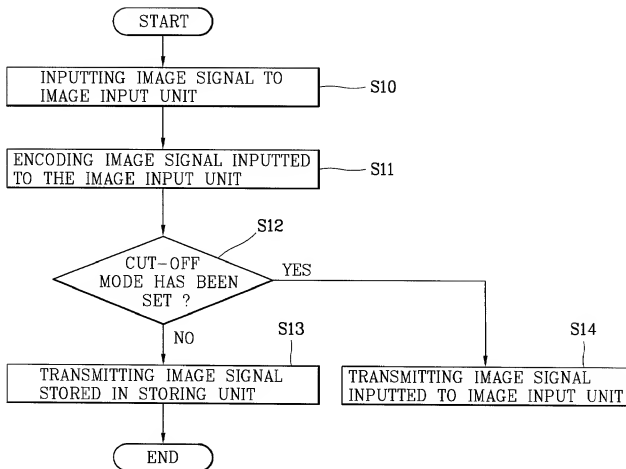 START
INPUTTING IMAGE SIGNAL TO
IMAGE INPUT UNIT
S10
ENCODING IMAGE SIGNAL INPUTTED
TO THE IMAGE INPUT UNIT
S11
S12
CUT-OFF
MODE HAS BEEN
SET ?
YES
NO
S13
S14
TRANSMITTING IMAGE SIGNAL
STORED IN STORING UNIT
TRANSMITTING IMAGE SIGNAL
INPUTTED TO IMAGE INPUT UNIT
END